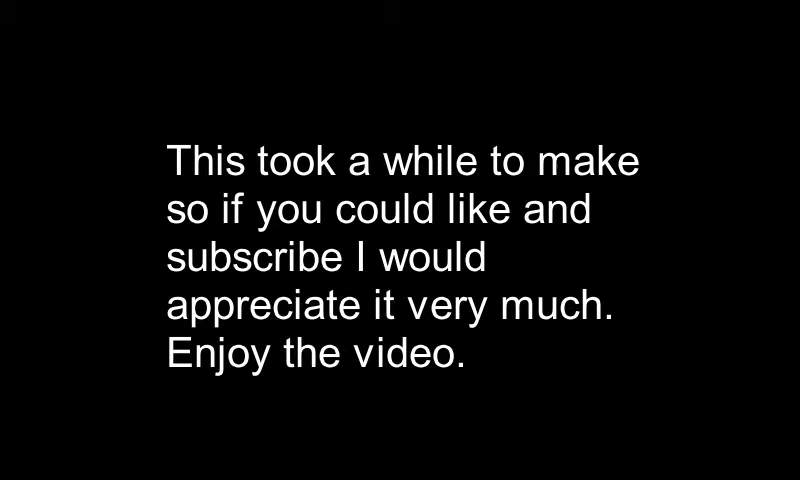 This took a while to make
so if you could like and
subscribe I would
appreciate it very much.
Enjoy the video.